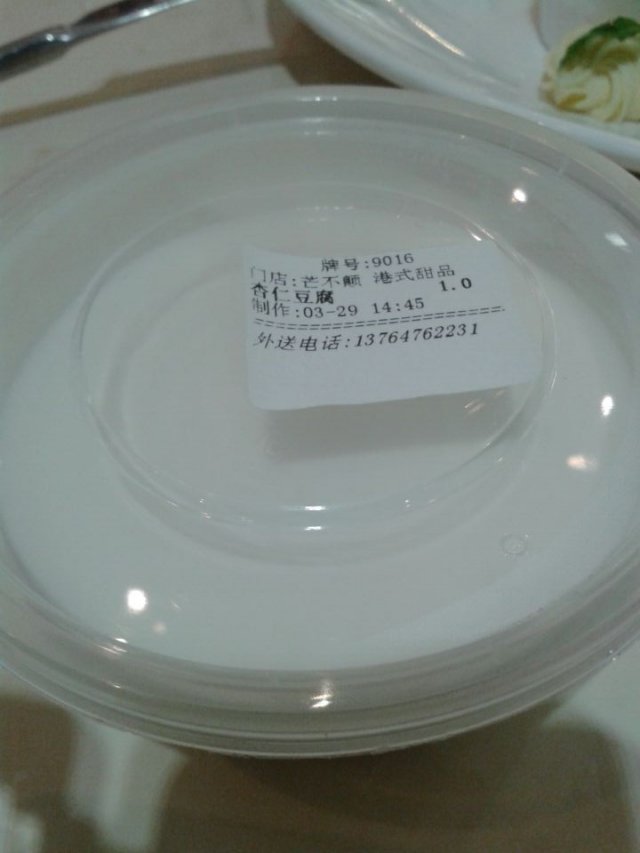 牌号:9016
门店:芒不颟 港式甜品
杏仁豆腐 1.0
制作:03-29 14:45
==============================
外送电话:13764762231